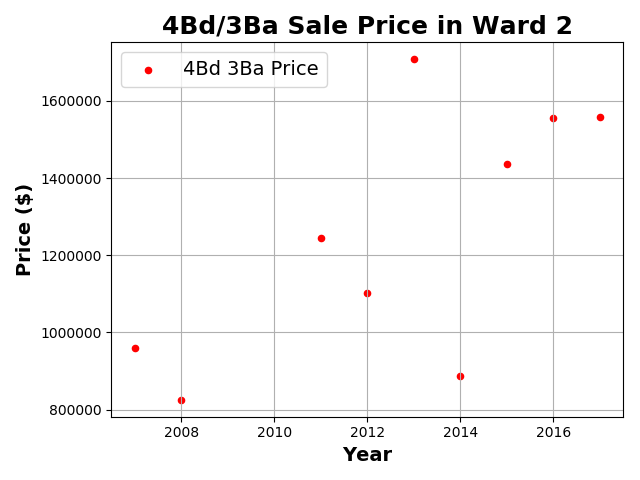 4Bd/3Ba Sale Price in Ward 2
4Bd 3Ba Price
Price ($)
1600000
1400000
1200000
1000000
800000
2008 2010 2012 2014 2016
Year